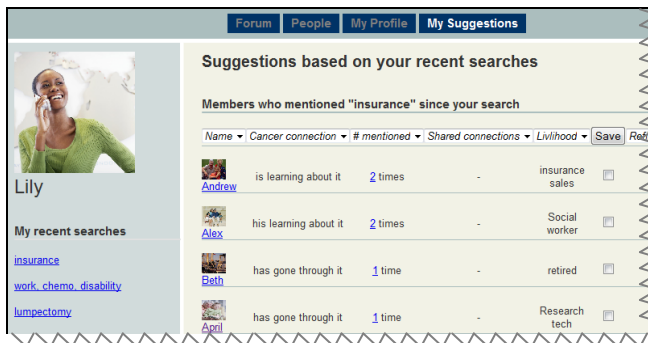 Forum People My Profile My Suggestions
Suggestions based on your recent searches
Members who mentioned "insurance" since your search
Name Cancer connection # mentioned Shared connections Livlihood Save
Andrew is learning about it 2 times - insurance sales
Alex his learning about it 2 times - Social worker
Beth has gone through it 1 time - retired
April has gone through it 1 time - Research tech
Lily
My recent searches
insurance
work, chemo, disability
lumpectomy